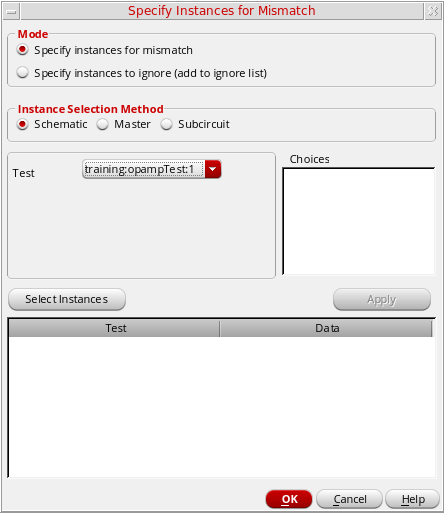 Specify Instances for Mismatch
Mode
Specify instances for mismatch
Specify instances to ignore (add to ignore list)
Instance Selection Method
Schematic Master Subcircuit
Choices
Test training:opampTest:1
Select Instances Apply
Test Data
OK Cancel Help